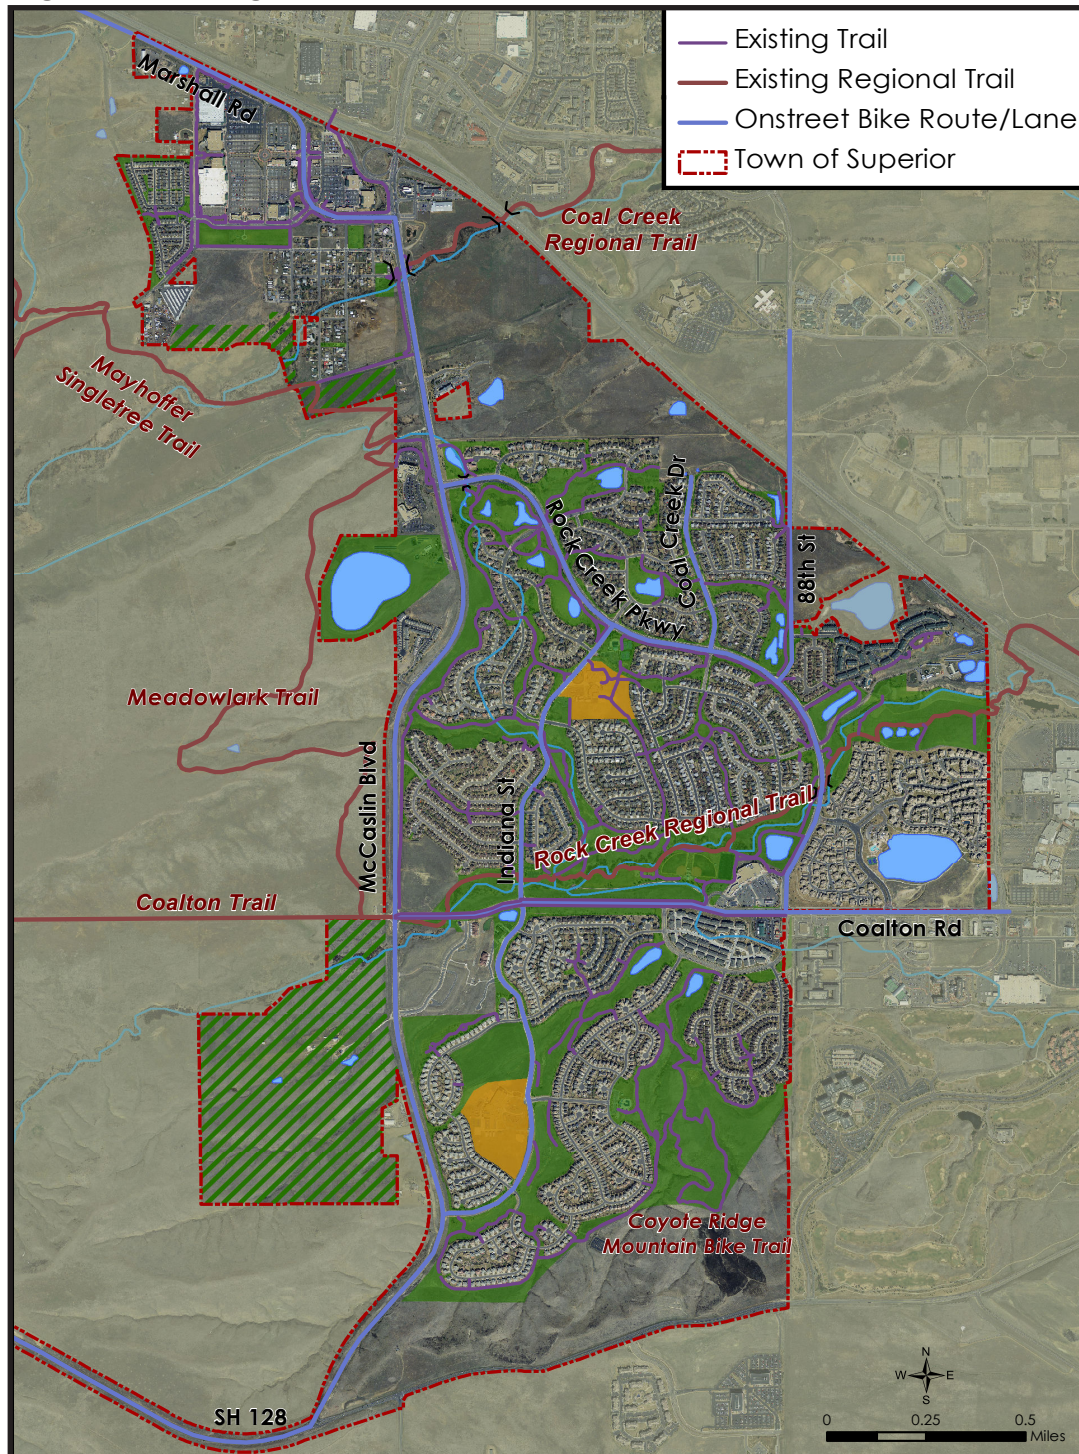 Existing Trail
Existing Regional Trail
Onstreet Bike Route/Lane
Town of Superior
Marshall Rd
Coal Creek
Regional Trail
Mayhoffer
Singletree Trail
Rock Creek Pkwy
Coal Creek Dr
88th St
Meadowlark Trail
McCaslin Blvd
Indiana St
Rock Creek Regional Trail
Coalton Trail
Coalton Rd
Coyote Ridge
Mountain Bike Trail
SH 128
N
W
E
S
0
0.25
0.5
Miles